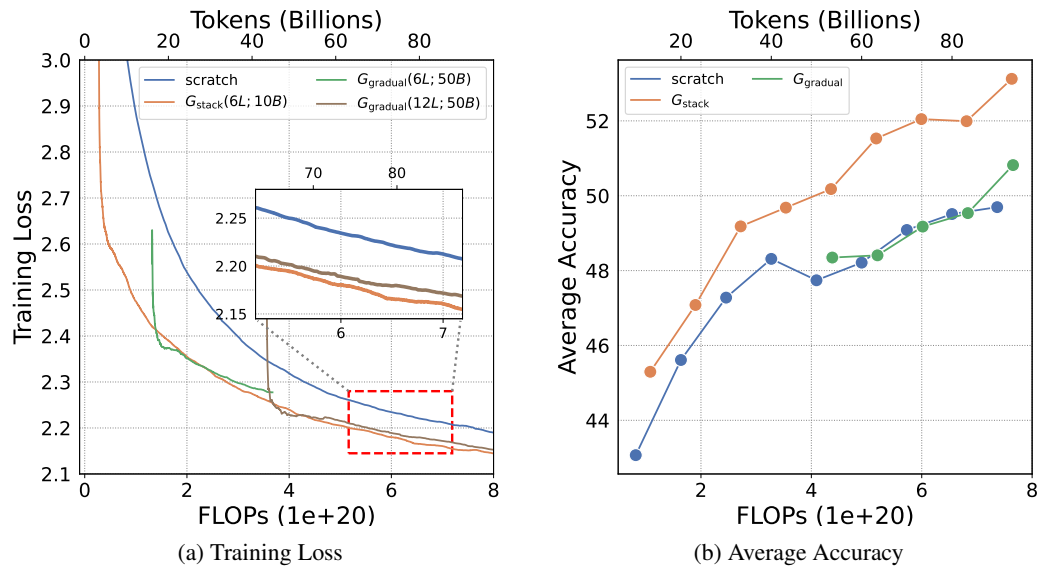 Tokens (Billions)
0 20 40 60 80
3.0
2.9
2.8
2.7
2.6
2.5
2.4
2.3
2.2
2.1
Training Loss
scratch
G_stack(6L; 10B)
G_gradual(6L; 50B)
G_gradual(12L; 50B)
70 80
2.25
2.20
2.15
6 7
0 2 4 6 8
FLOPs (1e+20)
(a) Training Loss
Tokens (Billions)
20 40 60 80
scratch
G_stack
G_gradual
52
50
48
46
44
Average Accuracy
2 4 6 8
FLOPs (1e+20)
(b) Average Accuracy